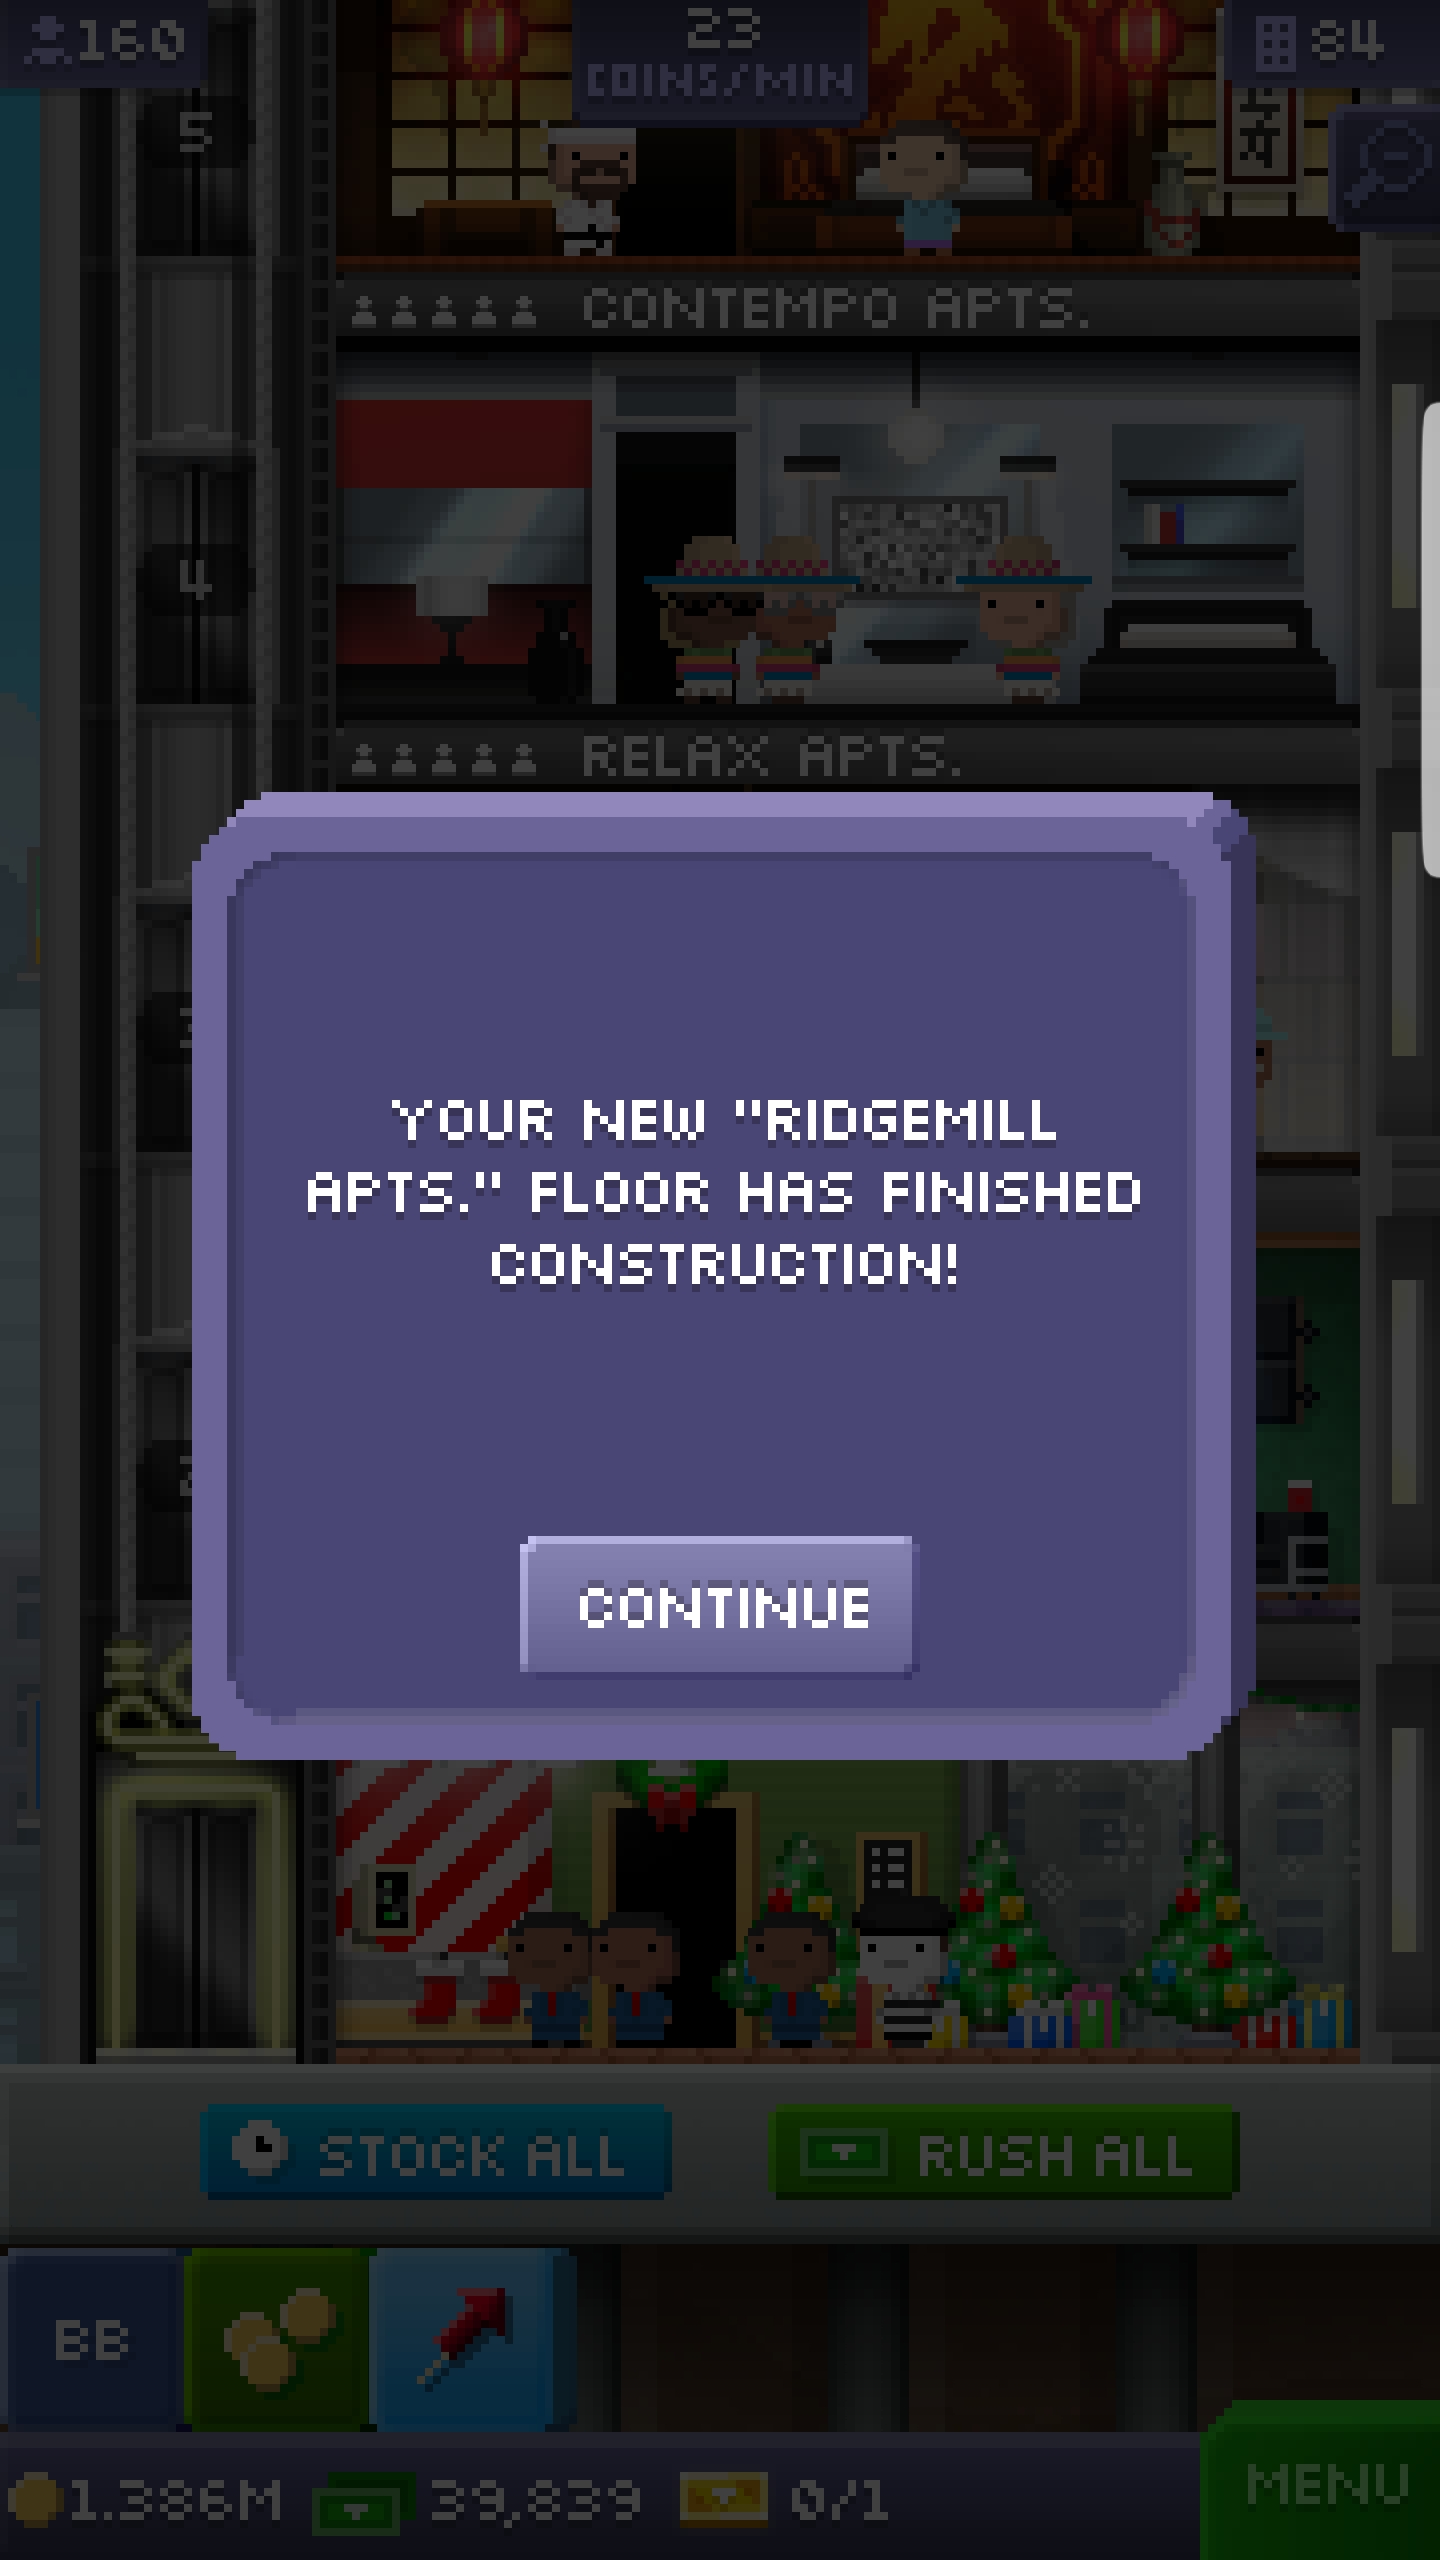 160
23
COINS/MIN
84
5
CONTEMPO APTS.
4
RELAX APTS.
YOUR NEW "RIDGEMILL
APTS." FLOOR HAS FINISHED
CONSTRUCTION!
CONTINUE
STOCK ALL
RUSH ALL
BB
1.386M
39,839
0/1
MENU